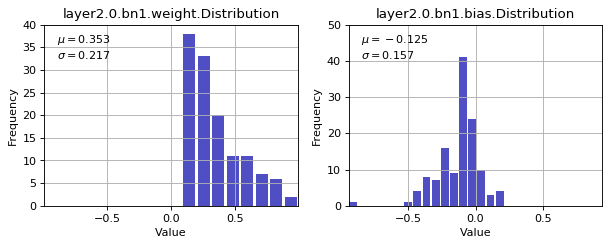 layer2.0.bn1.weight.Distribution
μ = 0.353
σ = 0.217
Frequency
40
35
30
25
20
15
10
5
0
−0.5
0.0
0.5
Value
layer2.0.bn1.bias.Distribution
μ = −0.125
σ = 0.157
Frequency
50
40
30
20
10
0
−0.5
0.0
0.5
Value